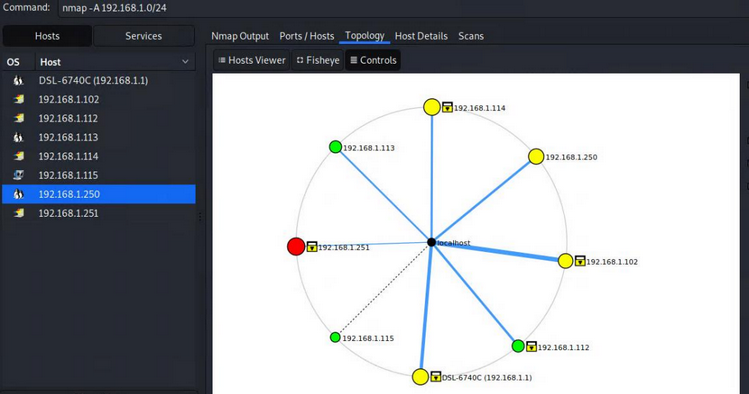 Command: nmap -A 192.168.1.0/24
Hosts Services
Nmap Output Ports / Hosts Topology Host Details Scans
OS Host
Hosts Viewer Fisheye Controls
DSL-6740C (192.168.1.1)
192.168.1.102
192.168.1.112
192.168.1.113
192.168.1.114
192.168.1.115
192.168.1.250
192.168.1.251
192.168.1.114
192.168.1.113
192.168.1.250
localhost
192.168.1.251
192.168.1.102
192.168.1.115
192.168.1.112
DSL-6740C (192.168.1.1)